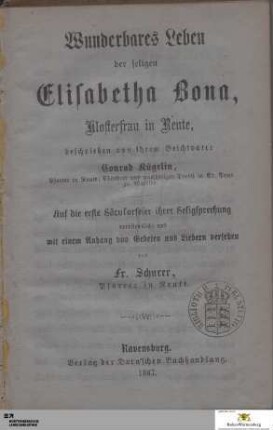 Wunderbares Leben
der seligen
Elisabetha Bona,
Klosterfrau in Reute,
beschrieben von ihrem Beichtvater
Conrad Kügelin,
Auf die erste Säcularfeier ihrer Seligsprechung
und
mit einem Anhang von Gebeten und Liedern versehen
von
Fr. Schurer,
Pfarrer in Reute
Ravensburg.
Verlag der Dorn'schen Buchhandlung.
1867.